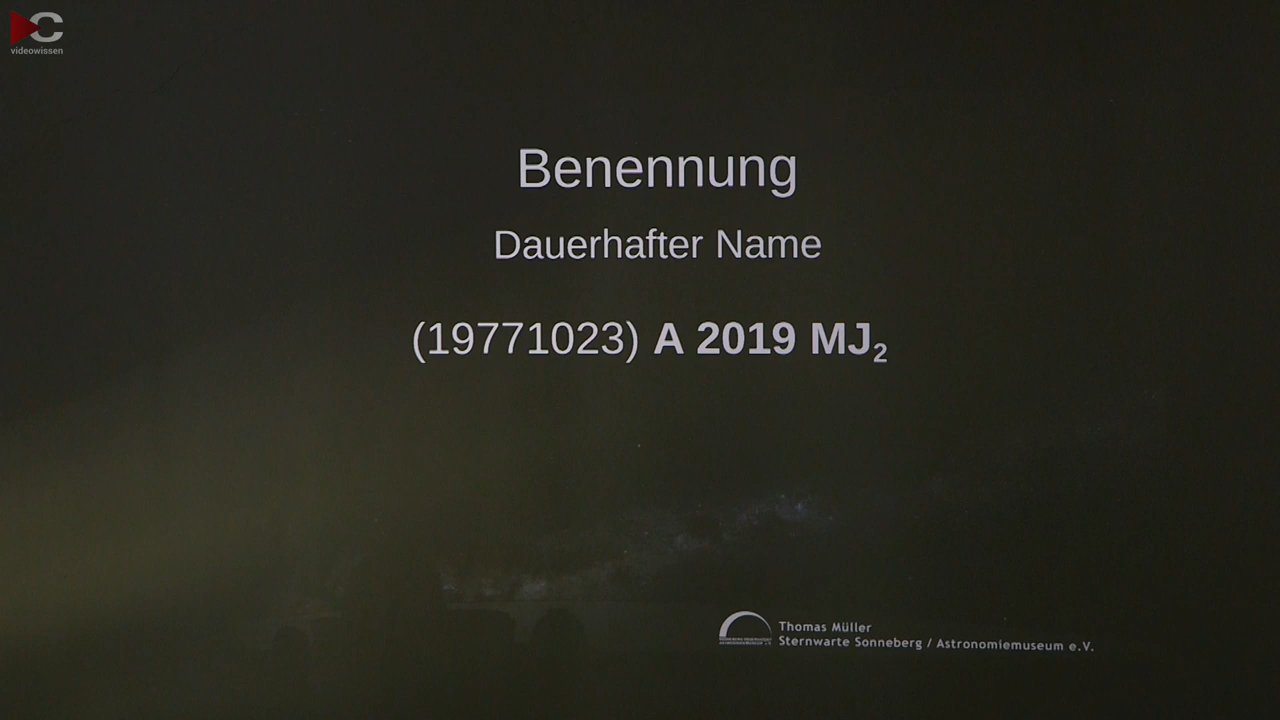 C
videowissen
Benennung
Dauerhafter Name
(19771023) A 2019 MJ₂
Thomas Müller
Sternwarte Sonneberg / Astronomiemuseum e.V.